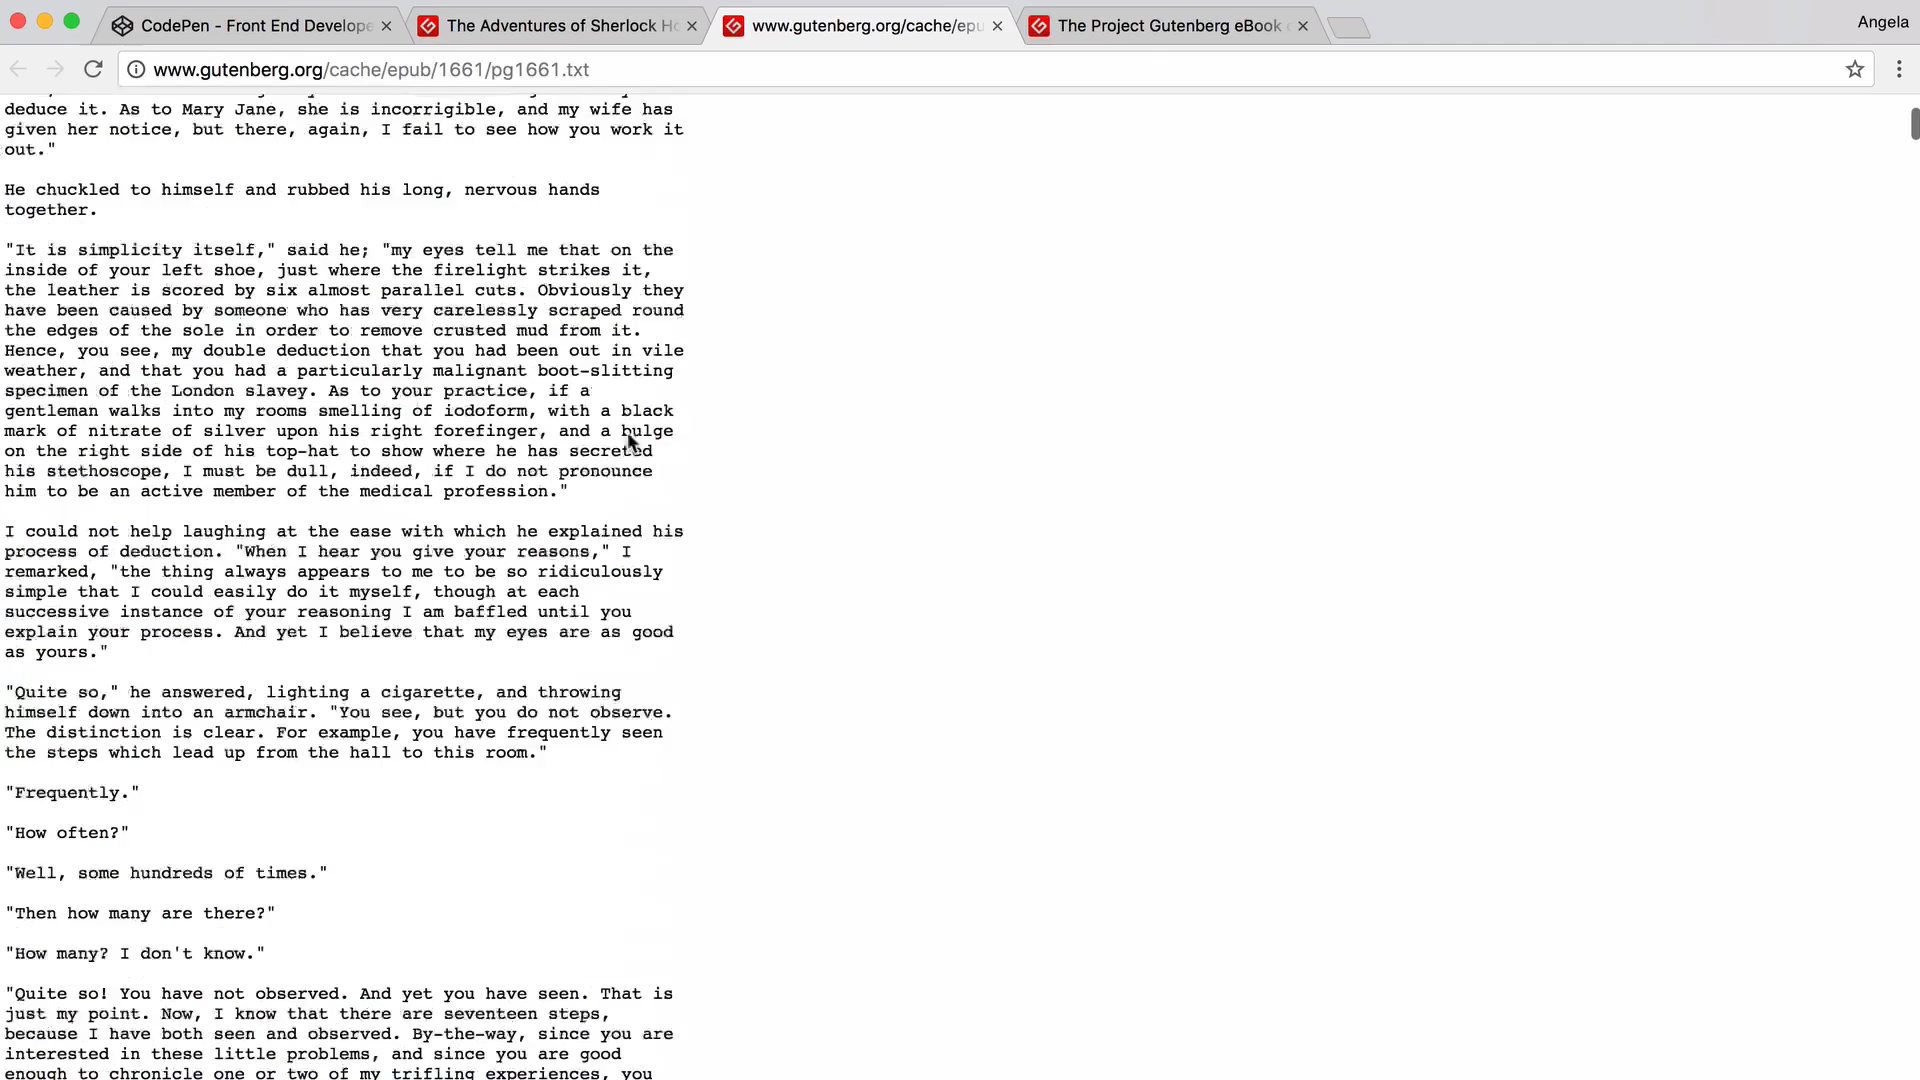 CodePen - Front End Develope
The Adventures of Sherlock Ho
www.gutenberg.org/cache/epu
The Project Gutenberg eBook o
Angela
www.gutenberg.org/cache/epub/1661/pg1661.txt
deduce it. As to Mary Jane, she is incorrigible, and my wife has
given her notice, but there, again, I fail to see how you work it
out."
He chuckled to himself and rubbed his long, nervous hands
together.
"It is simplicity itself," said he; "my eyes tell me that on the
inside of your left shoe, just where the firelight strikes it,
the leather is scored by six almost parallel cuts. Obviously they
have been caused by someone who has very carelessly scraped round
the edges of the sole in order to remove crusted mud from it.
Hence, you see, my double deduction that you had been out in vile
weather, and that you had a particularly malignant boot-slitting
specimen of the London slavey. As to your practice, if a
gentleman walks into my rooms smelling of iodoform, with a black
mark of nitrate of silver upon his right forefinger, and a bulge
on the right side of his top-hat to show where he has secreted
his stethoscope, I must be dull, indeed, if I do not pronounce
him to be an active member of the medical profession."
I could not help laughing at the ease with which he explained his
process of deduction. "When I hear you give your reasons," I
remarked, "the thing always appears to me to be so ridiculously
simple that I could easily do it myself, though at each
successive instance of your reasoning I am baffled until you
explain your process. And yet I believe that my eyes are as good
as yours."
"Quite so," he answered, lighting a cigarette, and throwing
himself down into an armchair. "You see, but you do not observe.
The distinction is clear. For example, you have frequently seen
the steps which lead up from the hall to this room."
"Frequently."
"How often?"
"Well, some hundreds of times."
"Then how many are there?"
"How many? I don't know."
"Quite so! You have not observed. And yet you have seen. That is
just my point. Now, I know that there are seventeen steps,
because I have both seen and observed. By-the-way, since you are
interested in these little problems, and since you are good
enough to chronicle one or two of my trifling experiences, you